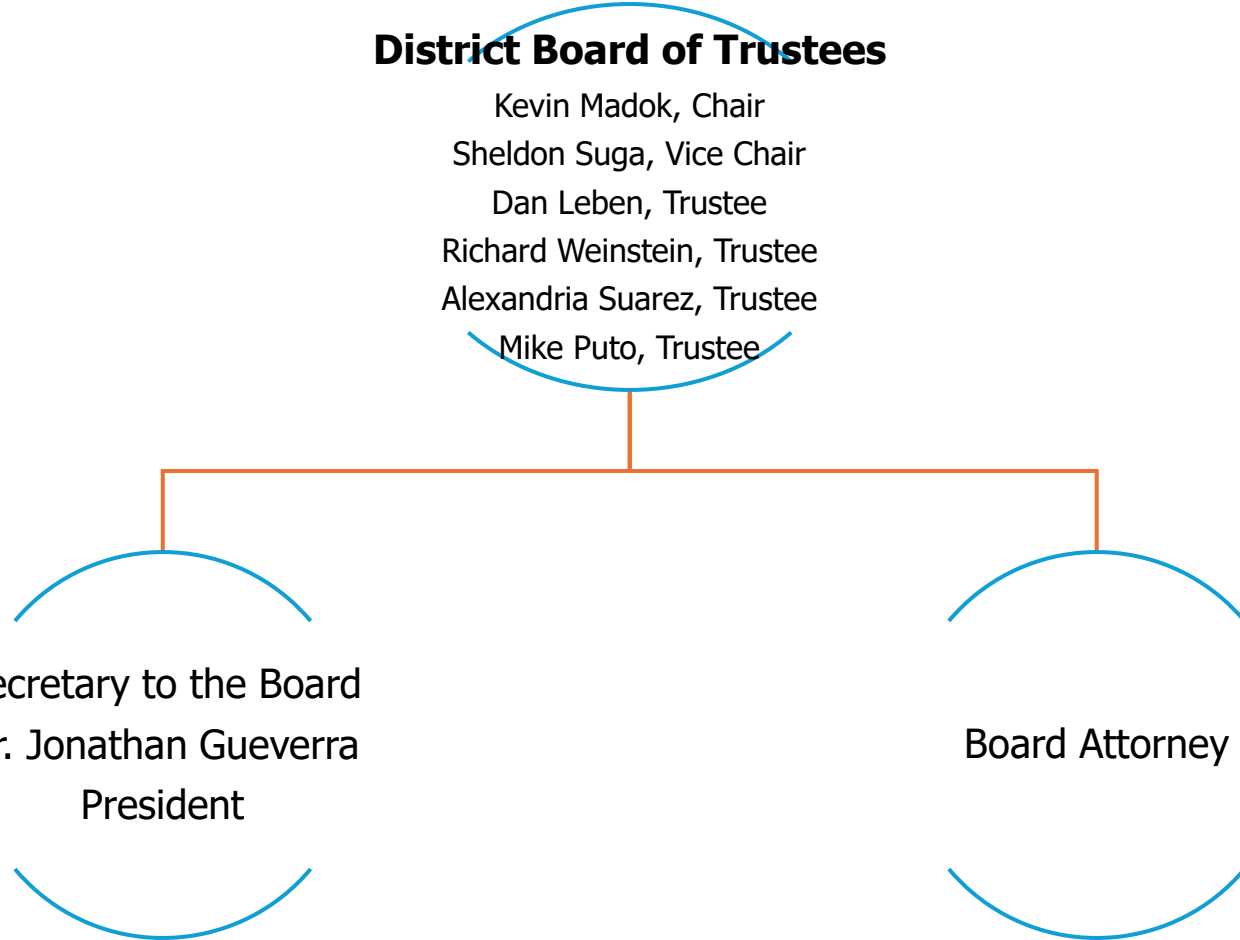 District Board of Trustees
Kevin Madok, Chair
Sheldon Suga, Vice Chair
Dan Leben, Trustee
Richard Weinstein, Trustee
Alexandria Suarez, Trustee
Mike Puto, Trustee
ecretary to the Board
r. Jonathan Gueverra
President
Board Attorney